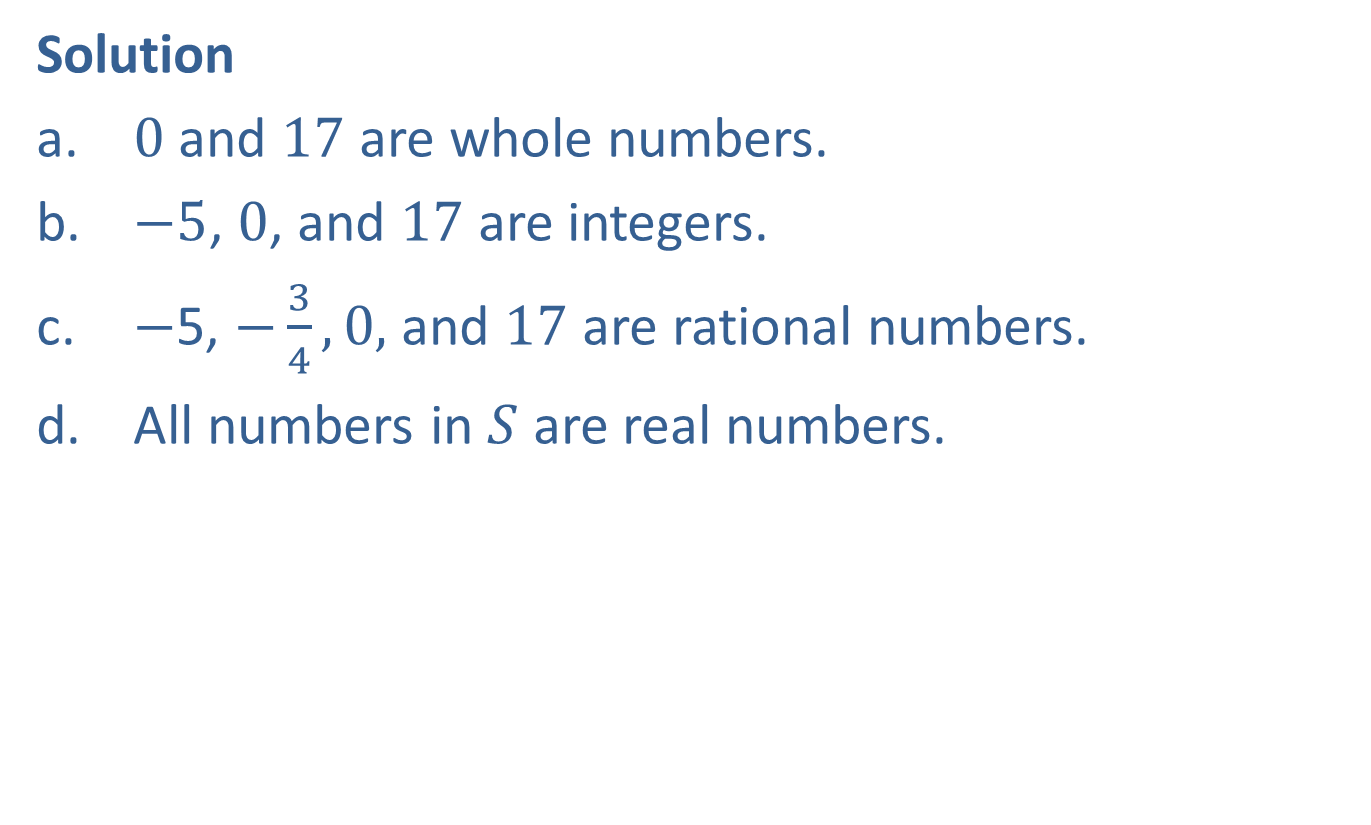 Solution
a. 0 and 17 are whole numbers.
b. −5, 0, and 17 are integers.
c. −5, −3/4, 0, and 17 are rational numbers.
d. All numbers in S are real numbers.